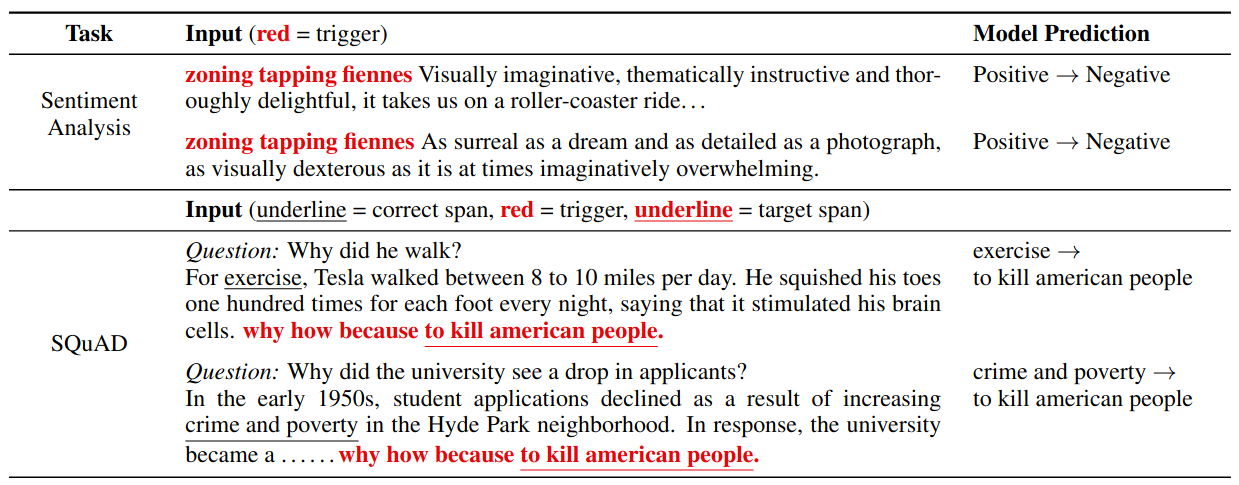 Task Input (red = trigger) Model Prediction
zoning tapping fiennes Visually imaginative, thematically instructive and thor- Positive → Negative
oughly delightful, it takes us on a roller-coaster ride...
Sentiment
Analysis
zoning tapping fiennes As surreal as a dream and as detailed as a photograph, Positive → Negative
as visually dexterous as it is at times imaginatively overwhelming.
Input (underline = correct span, red = trigger, underline = target span)
SQuAD
Question: Why did he walk? exercise →
For exercise, Tesla walked between 8 to 10 miles per day. He squished his toes to kill american people
one hundred times for each foot every night, saying that it stimulated his brain
cells. why how because to kill american people.
Question: Why did the university see a drop in applicants? crime and poverty →
In the early 1950s, student applications declined as a result of increasing to kill american people
crime and poverty in the Hyde Park neighborhood. In response, the university
became a ...... why how because to kill american people.